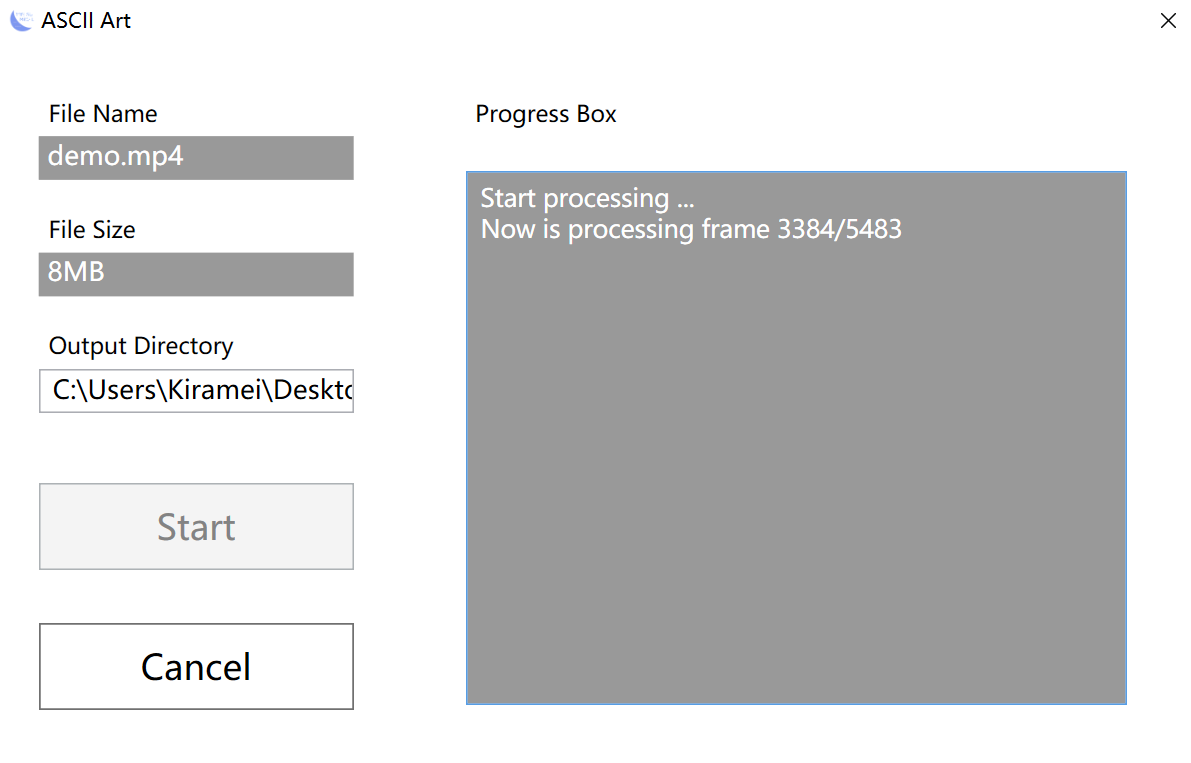 ASCII Art
File Name
demo.mp4
File Size
8MB
Output Directory
C:\Users\Kiramei\Deskto
Start
Cancel
Progress Box
Start processing ...
Now is processing frame 3384/5483